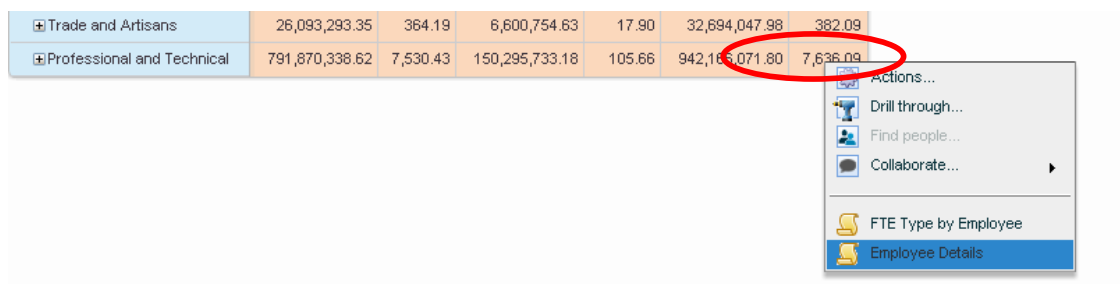 Trade and Artisans 26,093,293.35 364.19 6,600,754.63 17.90 32,694,047.98 382.09
Professional and Technical 791,870,338.62 7,530.43 150,295,733.18 105.66 942,166,071.80 7,636.09
Actions...
Drill through...
Find people...
Collaborate...
FTE Type by Employee
Employee Details